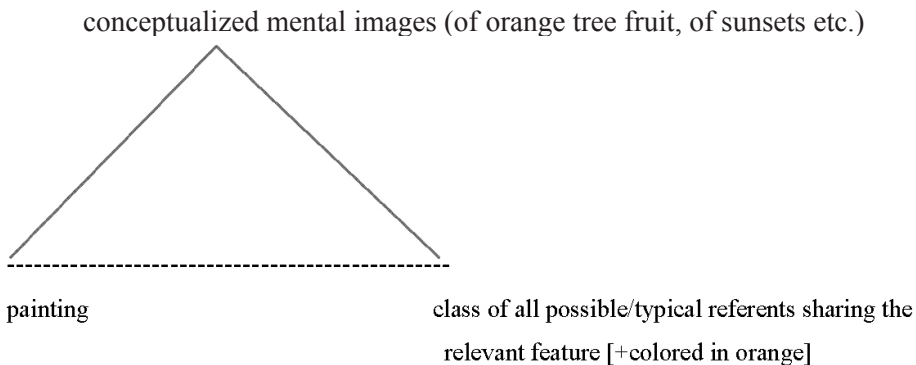 conceptualized mental images (of orange tree fruit, of sunsets etc.)
painting
class of all possible/typical referents sharing the
relevant feature [+colored in orange]